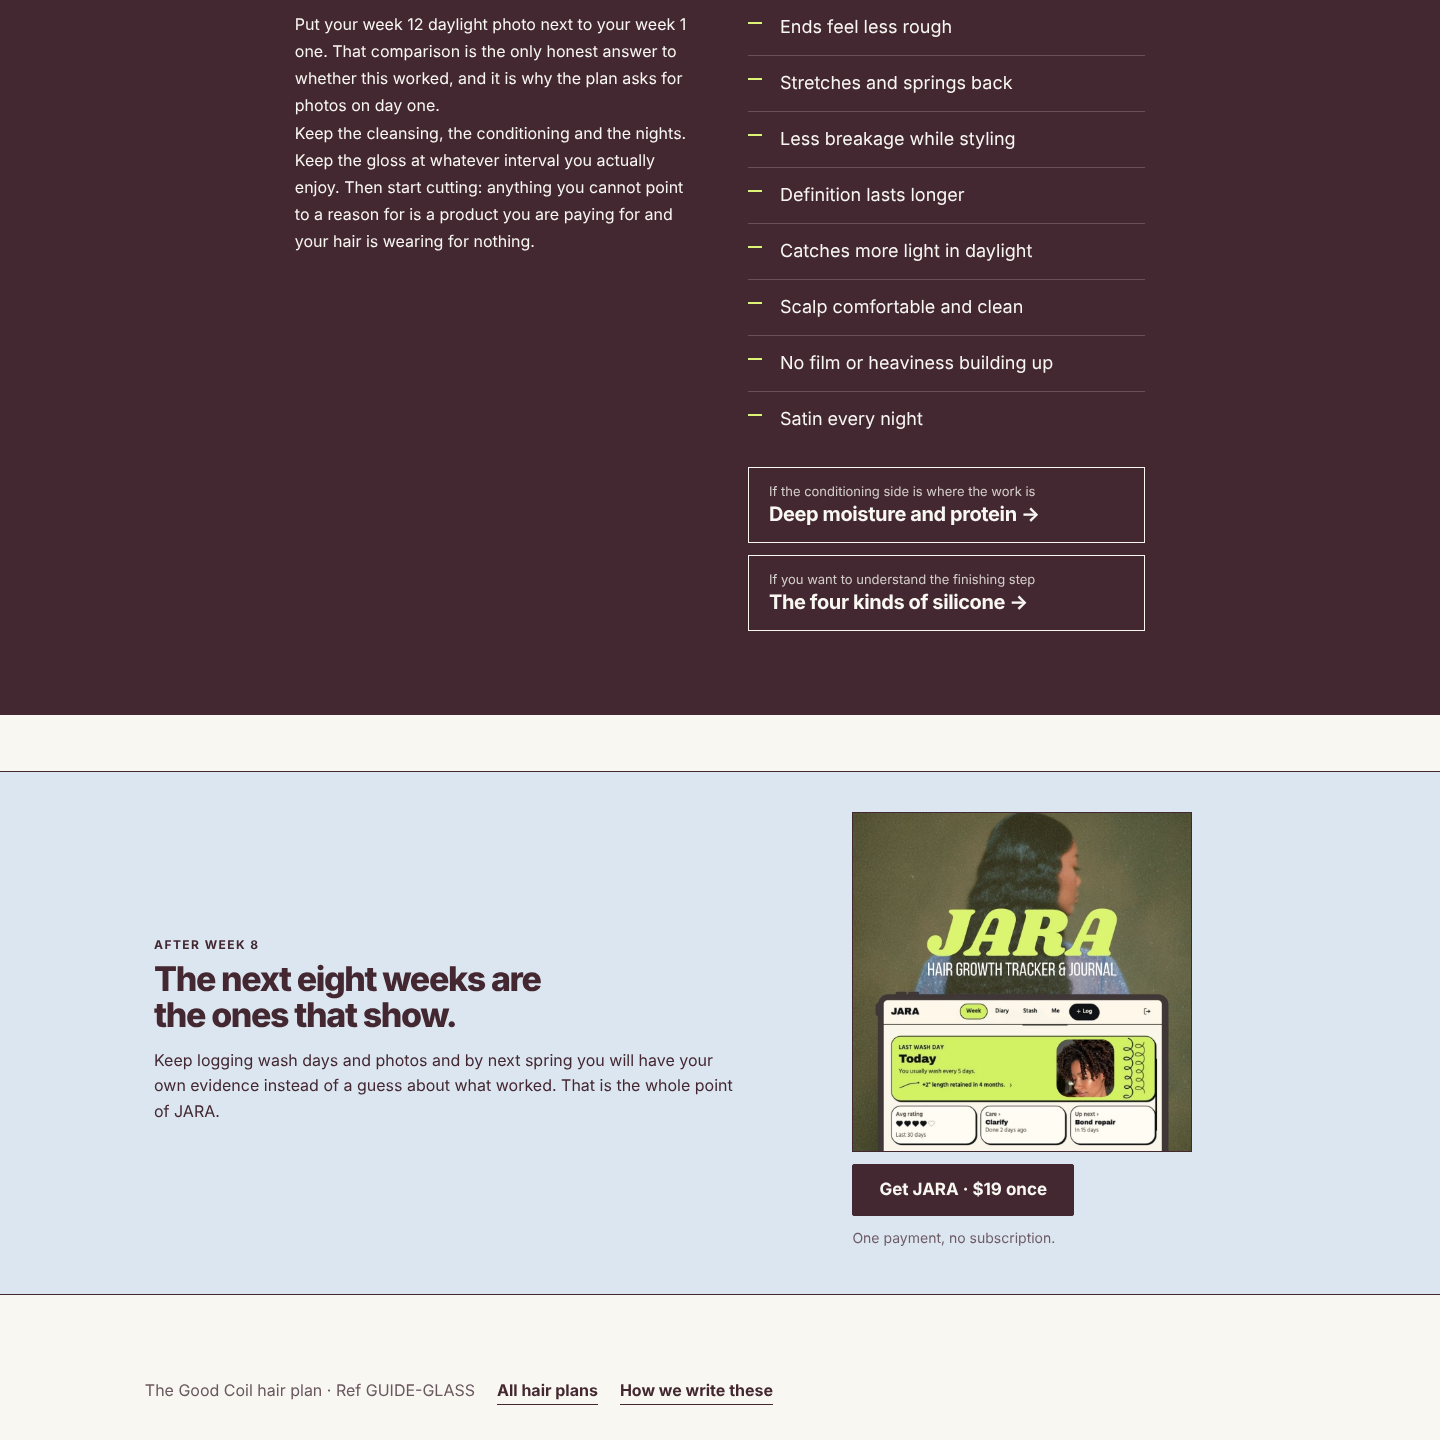 Put your week 12 daylight photo next to your week 1
one. That comparison is the only honest answer to
whether this worked, and it is why the plan asks for
photos on day one.
Keep the cleansing, the conditioning and the nights.
Keep the gloss at whatever interval you actually
enjoy. Then start cutting: anything you cannot point
to a reason for is a product you are paying for and
your hair is wearing for nothing.
Ends feel less rough
Stretches and springs back
Less breakage while styling
Definition lasts longer
Catches more light in daylight
Scalp comfortable and clean
No film or heaviness building up
Satin every night
If the conditioning side is where the work is
Deep moisture and protein →
If you want to understand the finishing step
The four kinds of silicone →
AFTER WEEK 8
The next eight weeks are
the ones that show.
Keep logging wash days and photos and by next spring you will have your
own evidence instead of a guess about what worked. That is the whole point
of JARA.
JARA
HAIR GROWTH TRACKER & JOURNAL
JARA Week Diary Stash Me + Log
LAST WASH DAY
Today
You usually wash every 5 days.
+2" length retained in 4 months. ›
Avg rating
Last 30 days
Care ›
Clarify
Done 2 days ago
Up next ›
Bond repair
In 15 days
Get JARA · $19 once
One payment, no subscription.
The Good Coil hair plan · Ref GUIDE-GLASS All hair plans How we write these